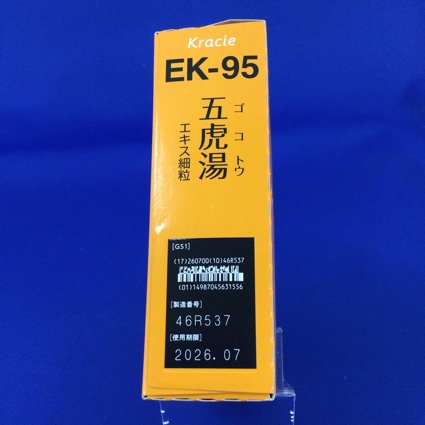 Kracie
EK-95
五虎湯
ゴコトウ
エキス細粒
[GS1]
(17)260700(10)46R537
(01)14987045631556
[製造番号]
46R537
[使用期限]
2026.07